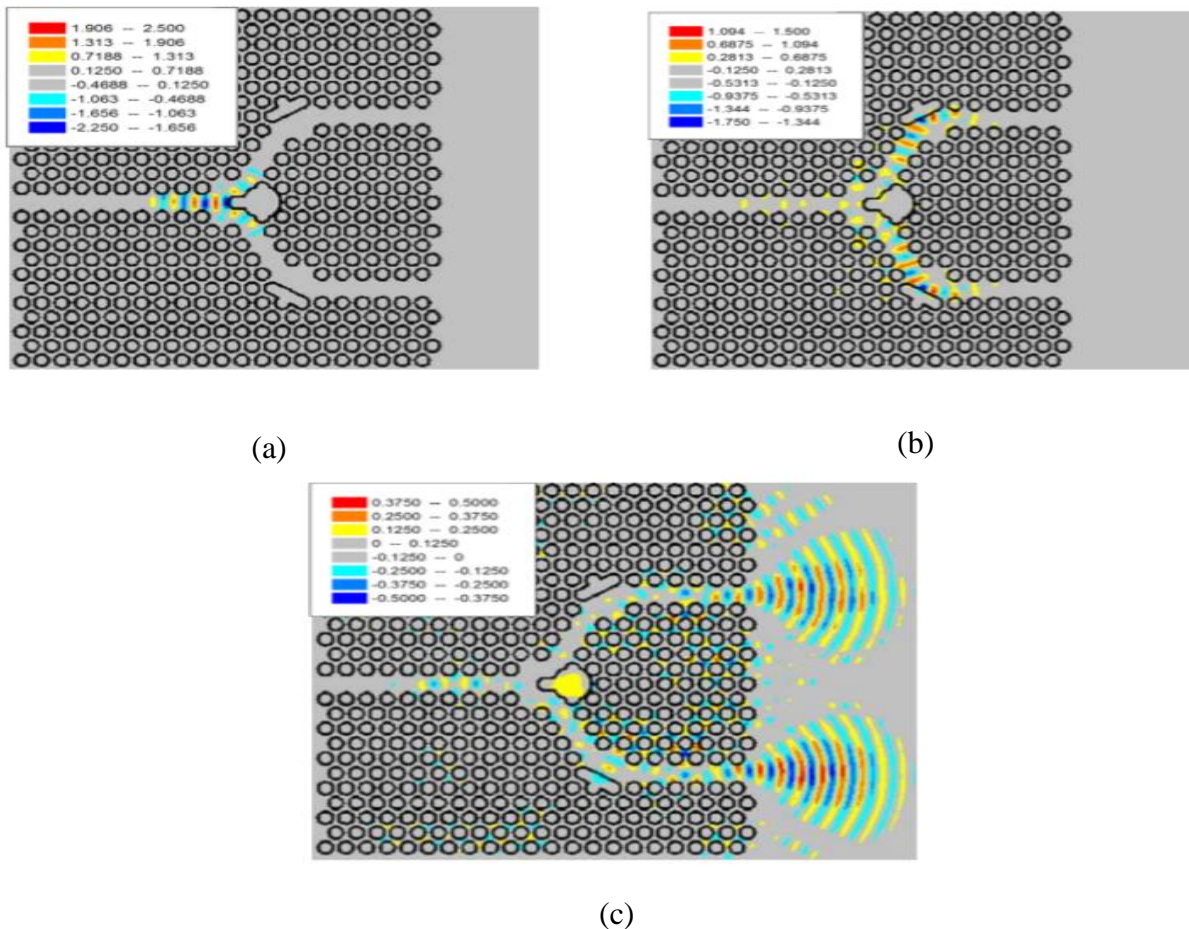 1.906 -- 2.500
1.313 -- 1.906
0.7188 -- 1.313
0.1250 -- 0.7188
-0.4688 -- 0.1250
-1.063 -- -0.4688
-1.656 -- -1.063
-2.250 -- -1.656
(a)
1.094 -- 1.500
0.6875 -- 1.094
0.2813 -- 0.6875
-0.1250 -- 0.2813
-0.5313 -- -0.1250
-0.9375 -- -0.5313
-1.344 -- -0.9375
-1.750 -- -1.344
(b)
0.3750 -- 0.5000
0.2500 -- 0.3750
0.1250 -- 0.2500
0 -- 0.1250
-0.1250 -- 0
-0.2500 -- -0.1250
-0.3750 -- -0.2500
-0.5000 -- -0.3750
(c)